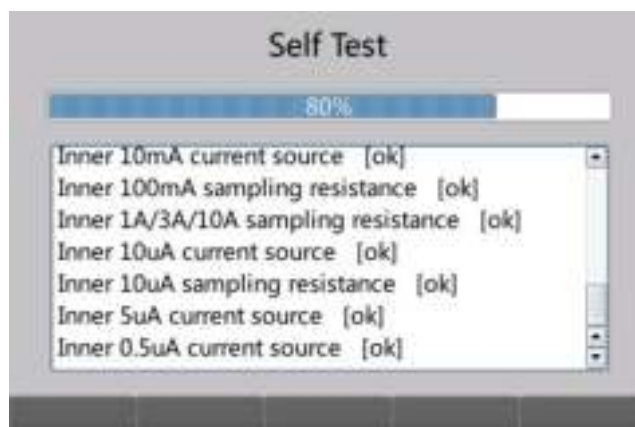 Self Test
80%
Inner 10mA current source [ok]
Inner 100mA sampling resistance [ok]
Inner 1A/3A/10A sampling resistance [ok]
Inner 10uA current source [ok]
Inner 10uA sampling resistance [ok]
Inner 5uA current source [ok]
Inner 0.5uA current source [ok]